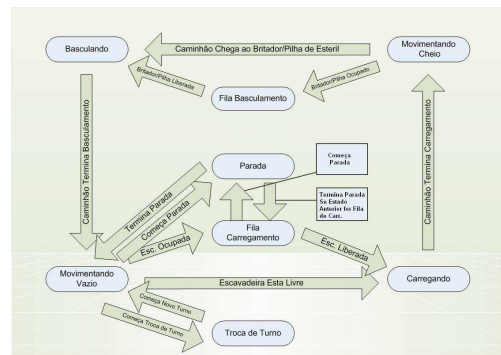 Basculando
Caminhão Chega ao Britador/Pilha de Esteril
Movimentando
Cheio
Britador/Pilha Liberada
Britador/Pilha Ocupado
Fila Basculamento
Caminhão Termina Basculamento
Caminhão Termina Carregamento
Começa
Parada
Parada
Termina Parada
Se Estado
Anterior for Fila
de Carr.
Termina Parada
Começa Parada
Esc. Ocupada
Fila
Carregamento
Esc. Liberada
Movimentando
Vazio
Escavadeira Esta Livre
Carregando
Começa Novo Turno
Começa Troca de Turno
Troca de Turno